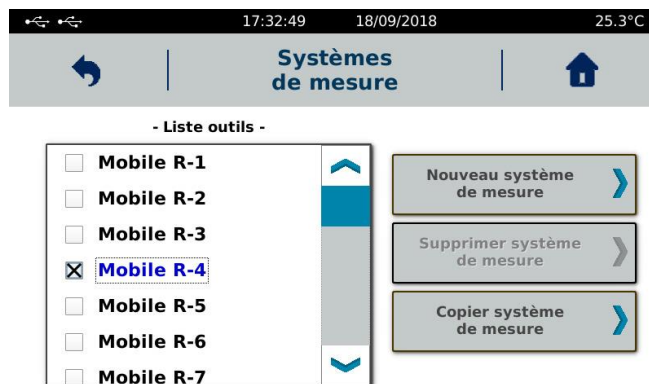 17:32:49 18/09/2018 25.3°C
Systèmes
de mesure
- Liste outils -
Mobile R-1
Mobile R-2
Mobile R-3
Mobile R-4
Mobile R-5
Mobile R-6
Mobile R-7
Nouveau système
de mesure
Supprimer système
de mesure
Copier système
de mesure